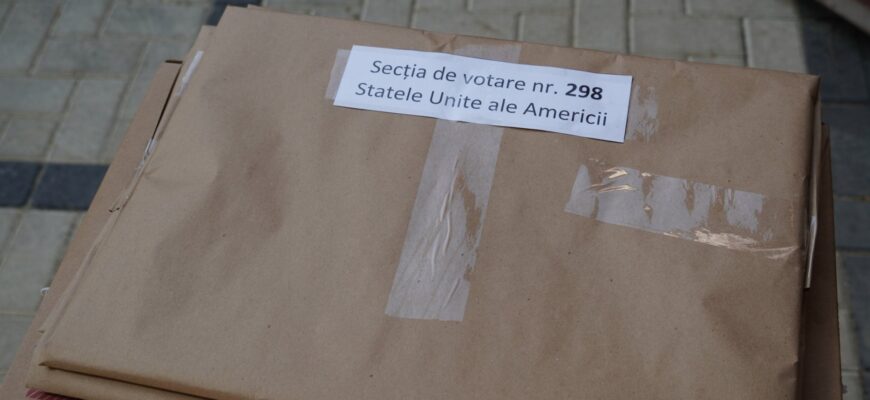 Secția de votare nr. 298
Statele Unite ale Americii